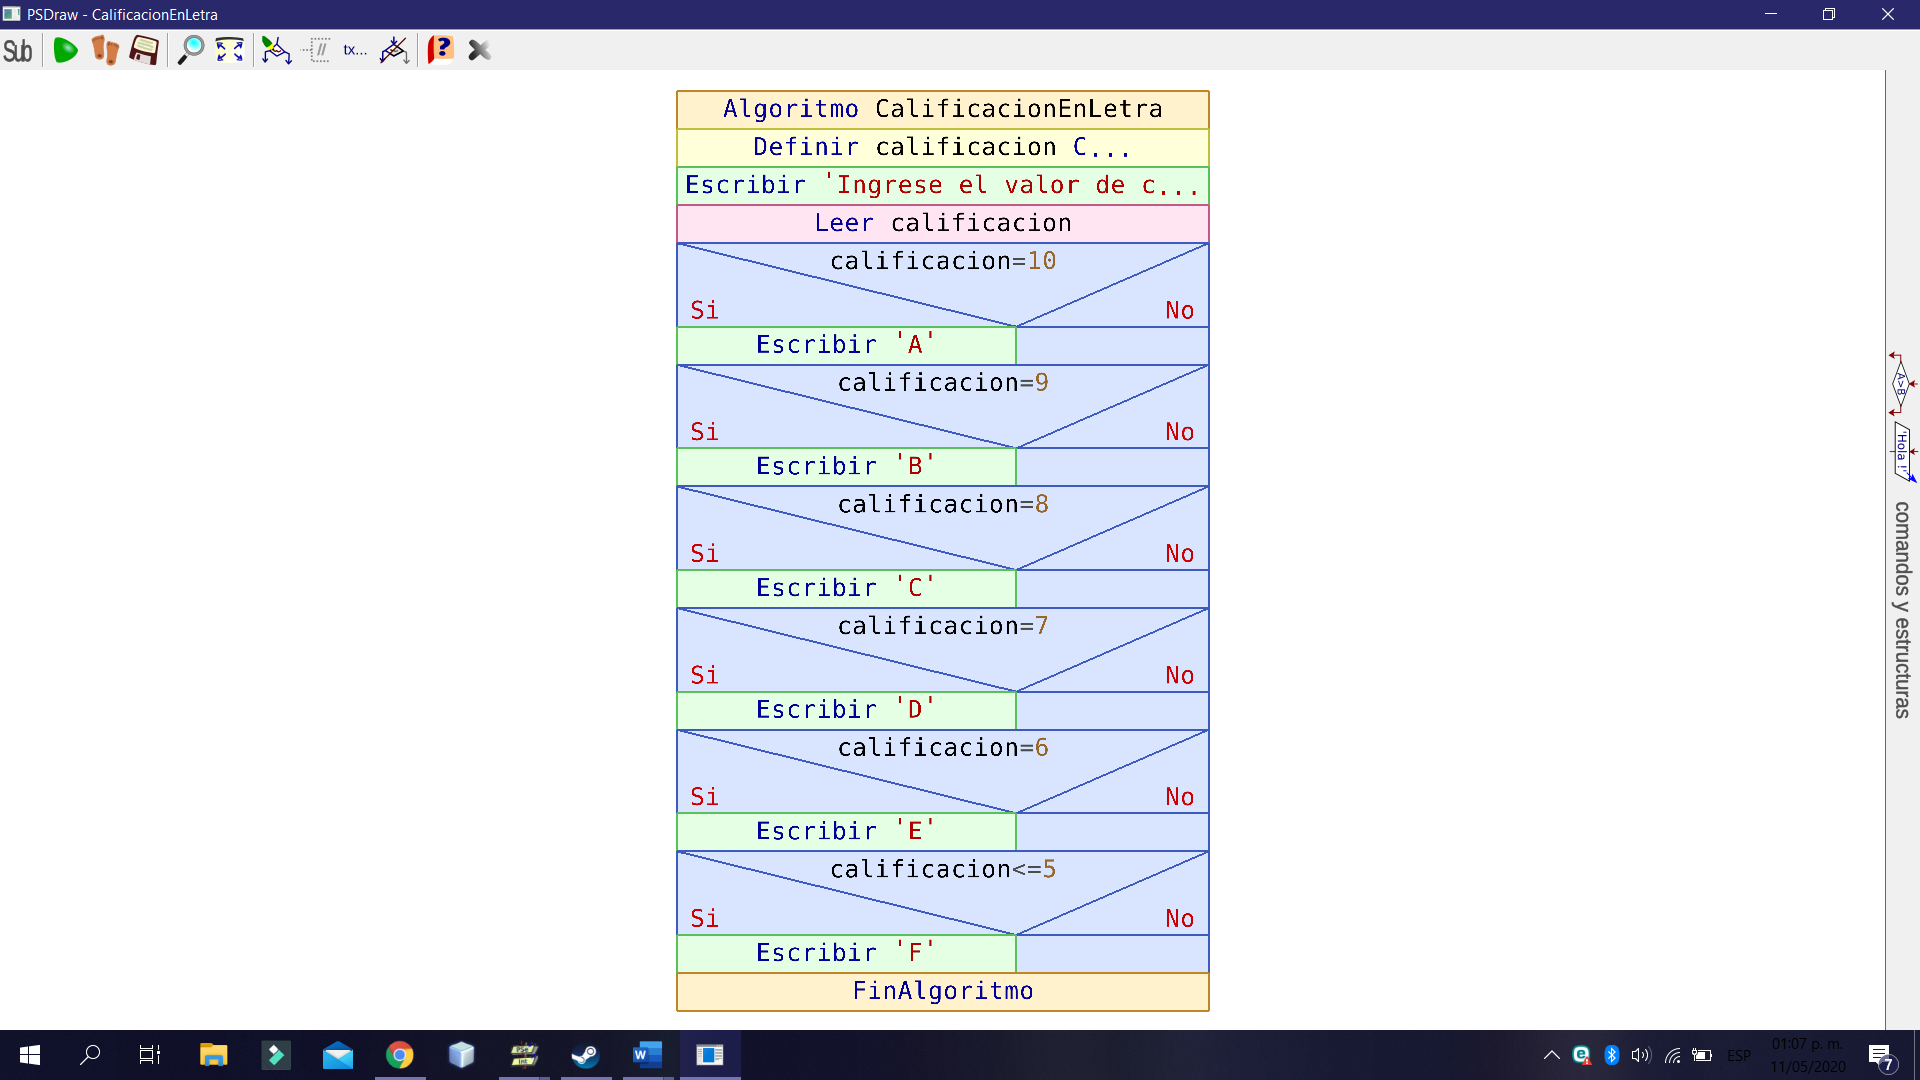 PSDraw - CalificacionEnLetra
Sub
tx...
Algoritmo CalificacionEnLetra
Definir calificacion C...
Escribir 'Ingrese el valor de c...
Leer calificacion
calificacion=10
Si No
Escribir 'A'
calificacion=9
Si No
Escribir 'B'
calificacion=8
Si No
Escribir 'C'
calificacion=7
Si No
Escribir 'D'
calificacion=6
Si No
Escribir 'E'
calificacion<=5
Si No
Escribir 'F'
FinAlgoritmo
A>B
'Hola !'
comandos y estructuras
ESP
01:07 p. m.
11/05/2020
7